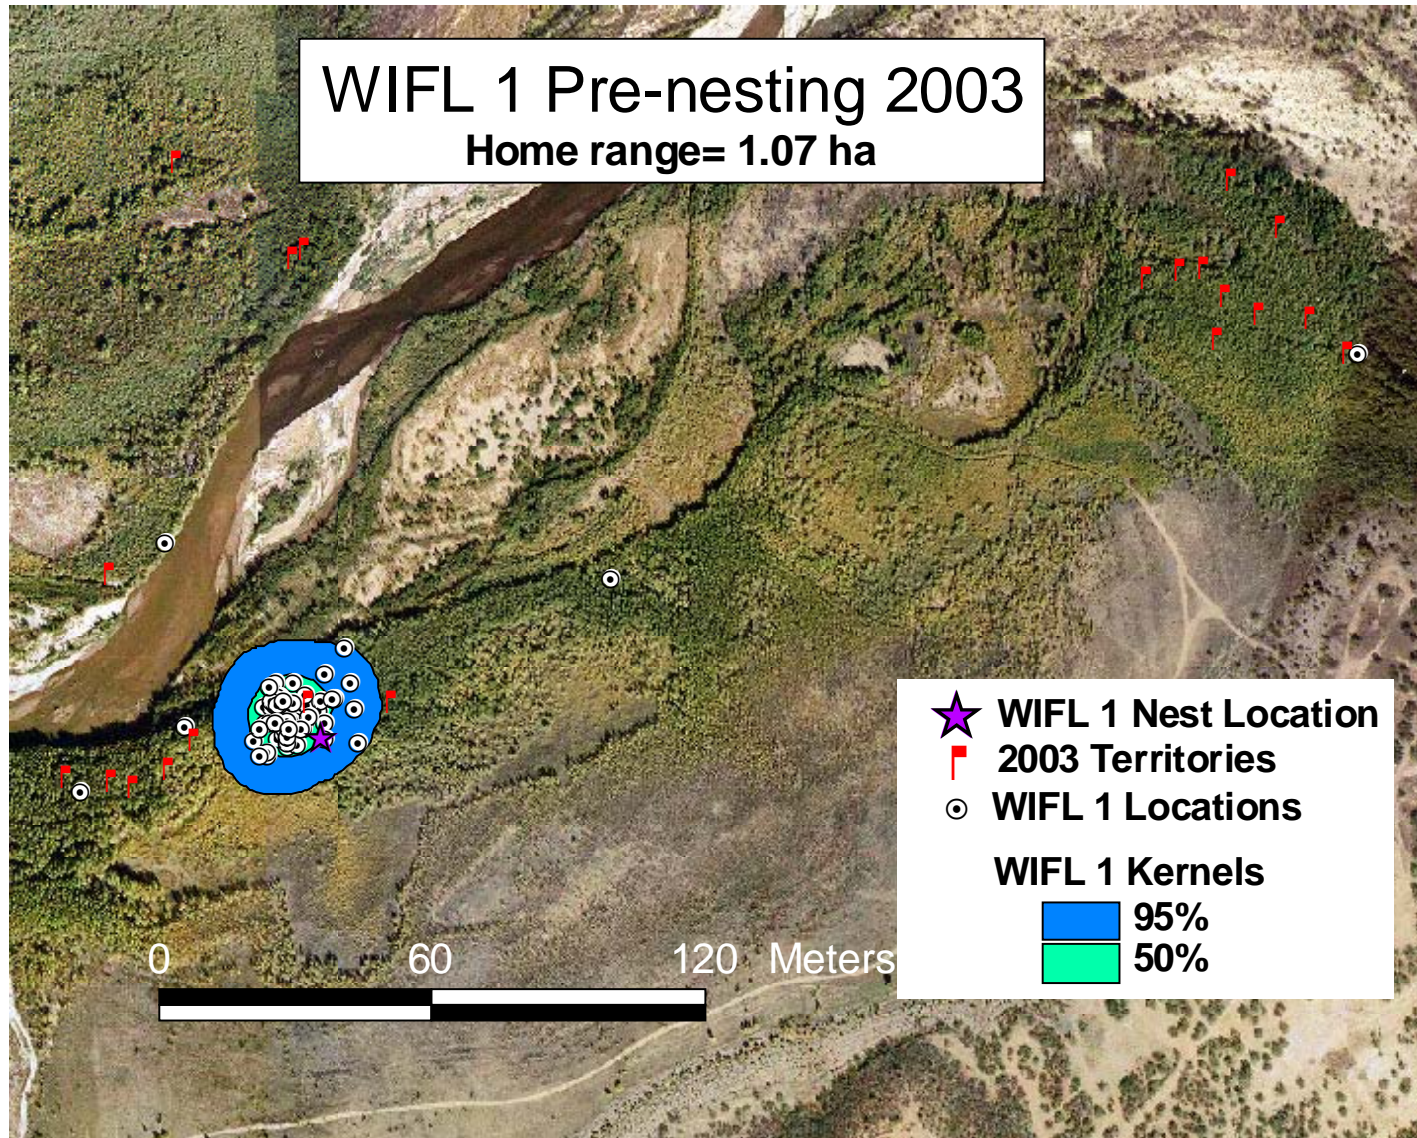 WIFL 1 Pre-nesting 2003
Home range= 1.07 ha
WIFL 1 Nest Location
2003 Territories
WIFL 1 Locations
WIFL 1 Kernels
95%
50%
0 60 120 Meters